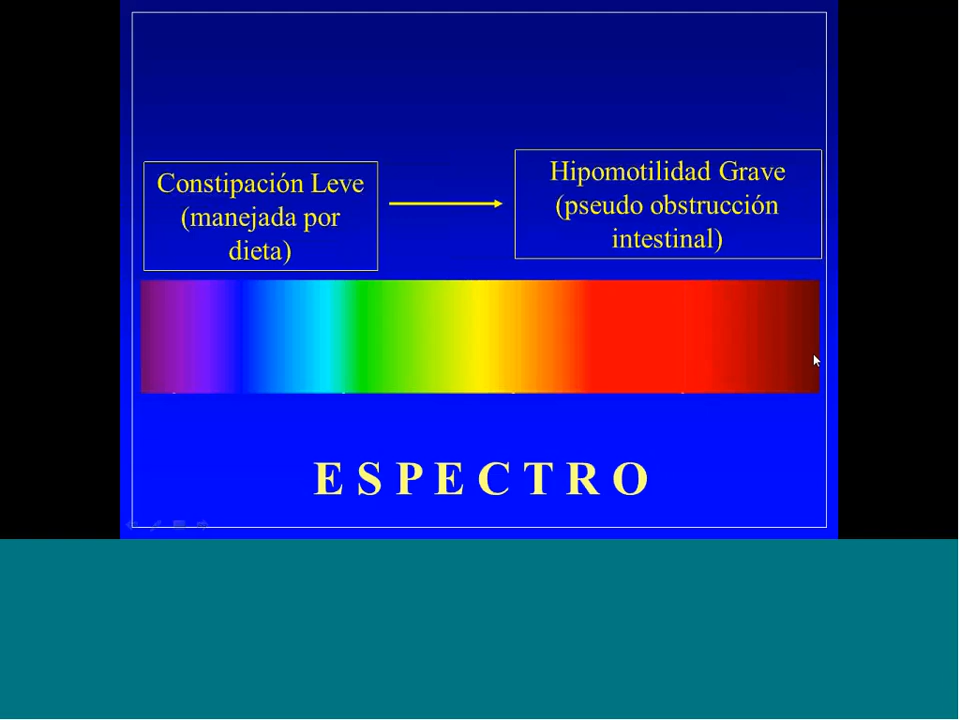 Constipación Leve
(manejada por
dieta)
Hipomotilidad Grave
(pseudo obstrucción
intestinal)
E S P E C T R O